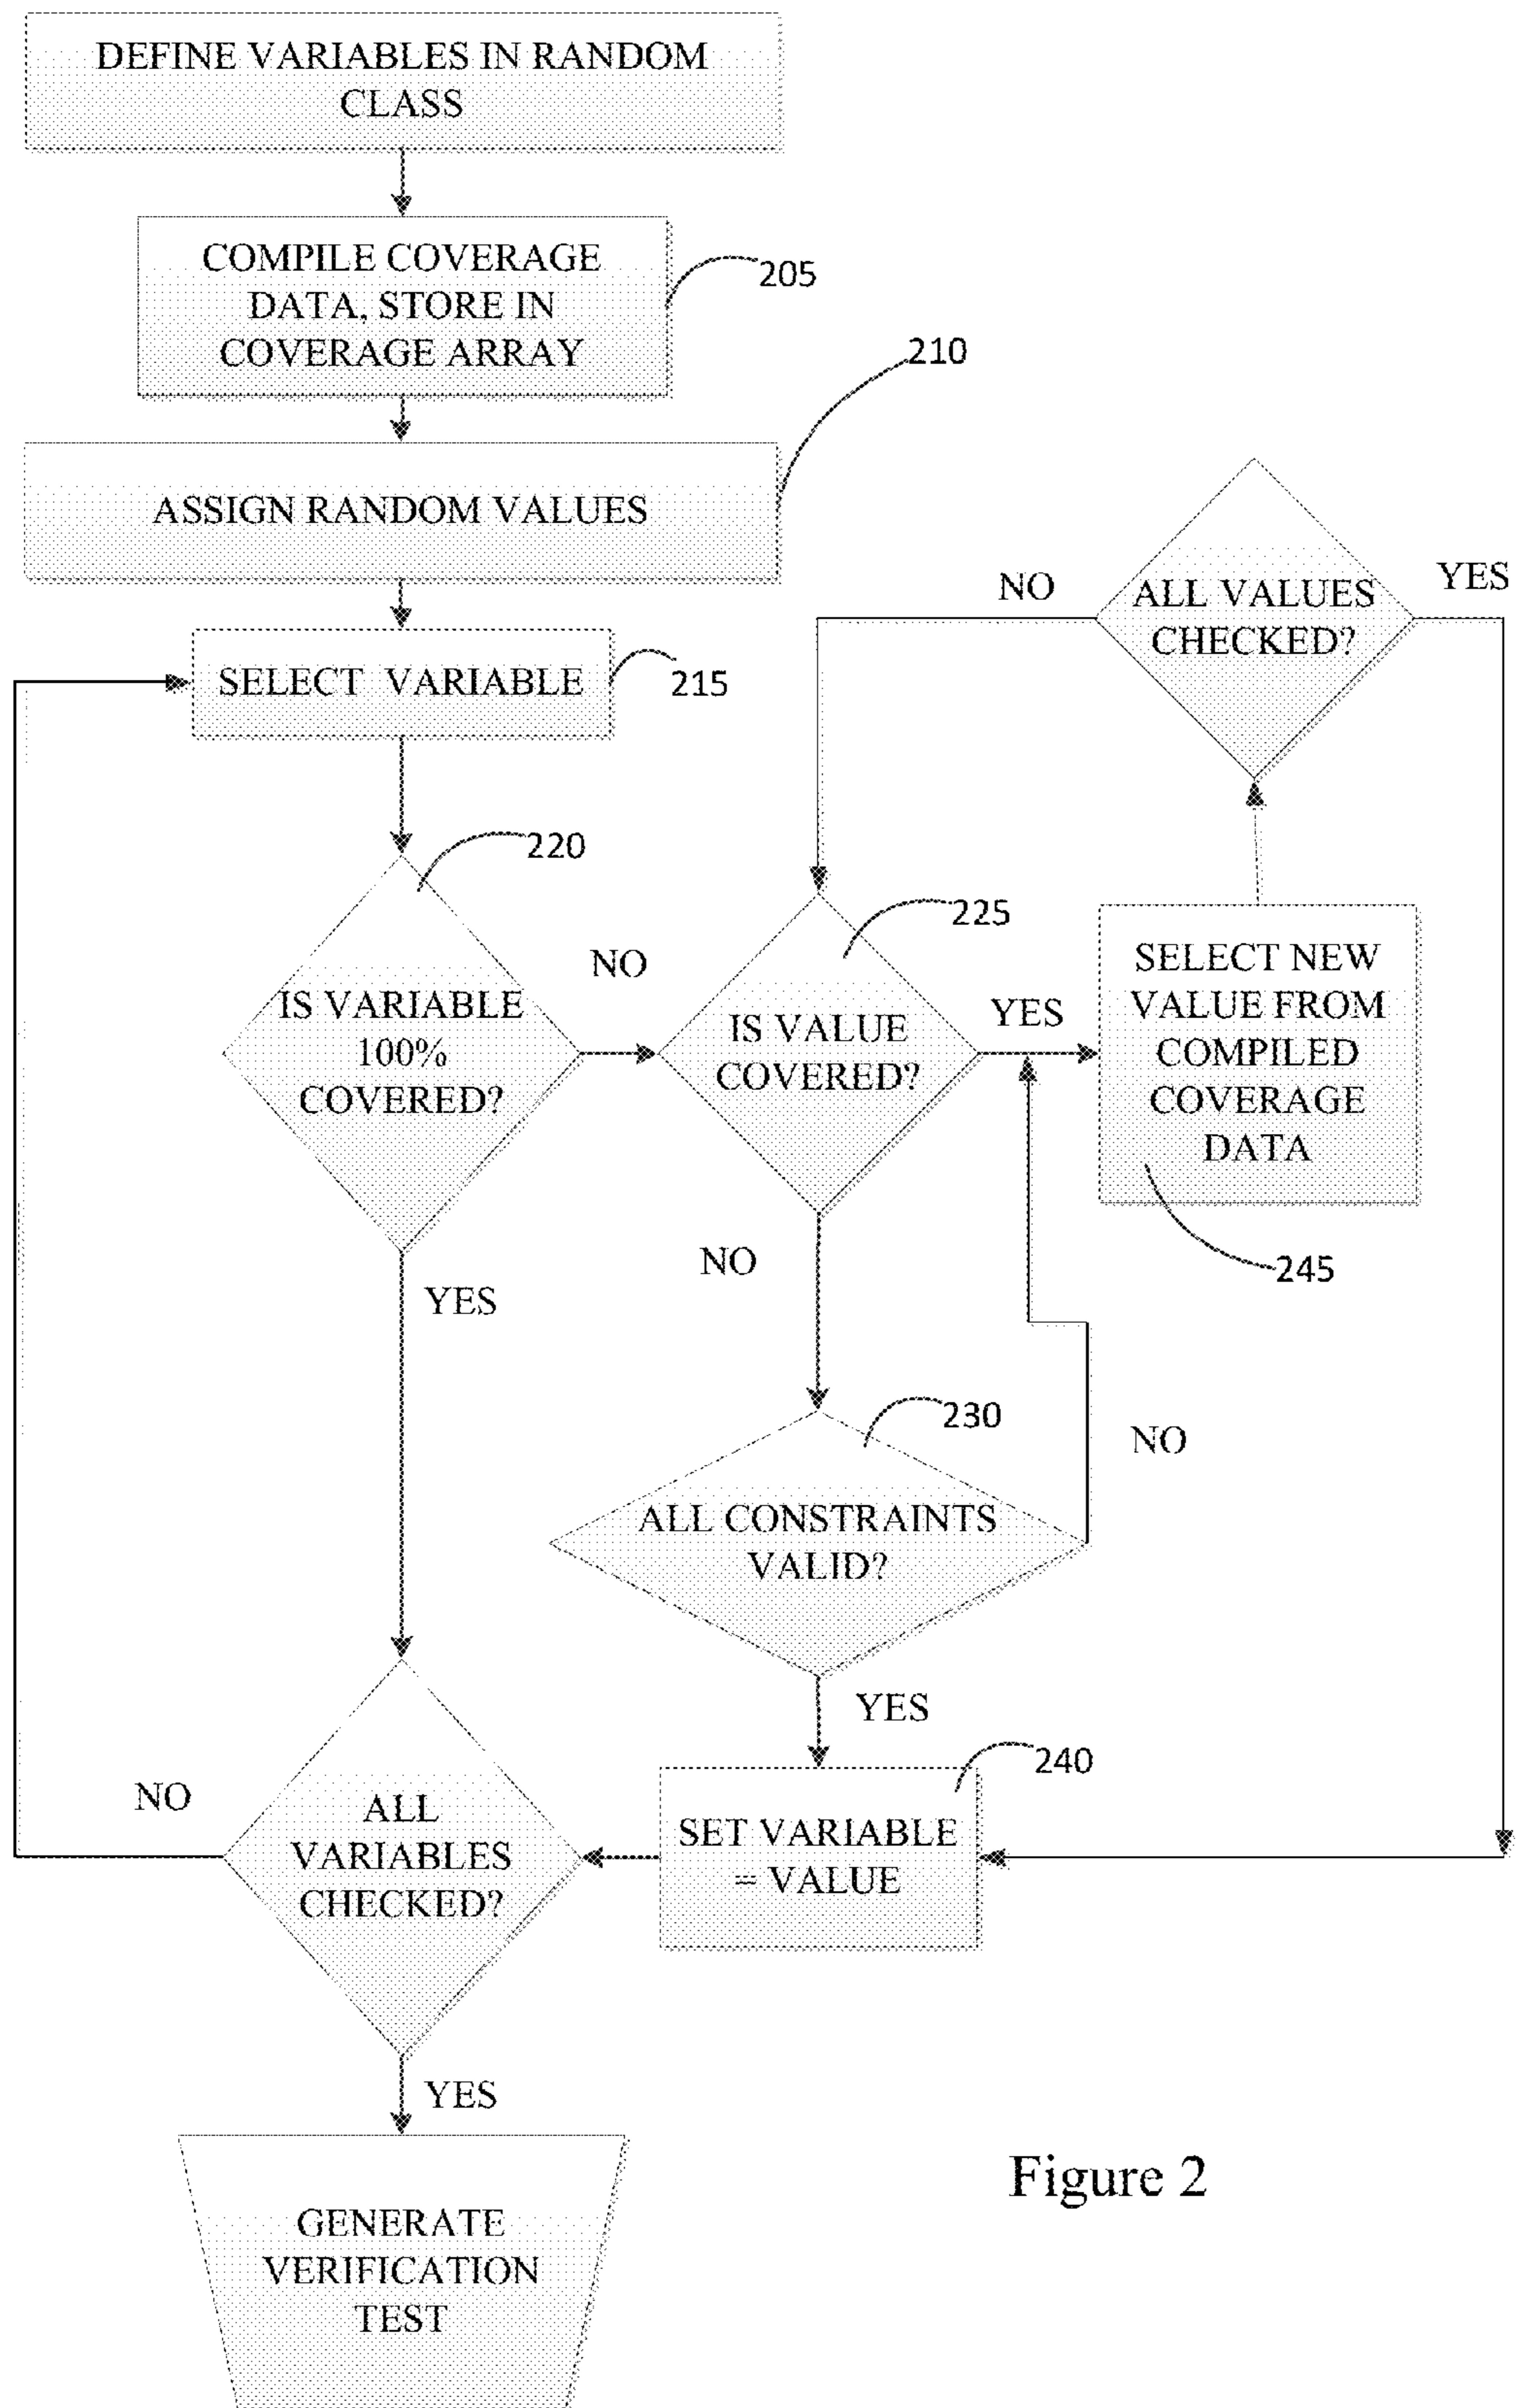 DEFINE VARIABLES IN RANDOM
CLASS
COMPILE COVERAGE
DATA, STORE IN
COVERAGE ARRAY
205
210
ASSIGN RANDOM VALUES
NO
ALL VALUES
CHECKED?
YES
SELECT VARIABLE
215
220
IS VARIABLE
100%
COVERED?
NO
225
IS VALUE
COVERED?
YES
SELECT NEW
VALUE FROM
COMPILED
COVERAGE
DATA
245
NO
YES
230
ALL CONSTRAINTS
VALID?
NO
YES
240
SET VARIABLE
= VALUE
NO
ALL
VARIABLES
CHECKED?
YES
GENERATE
VERIFICATION
TEST
Figure 2